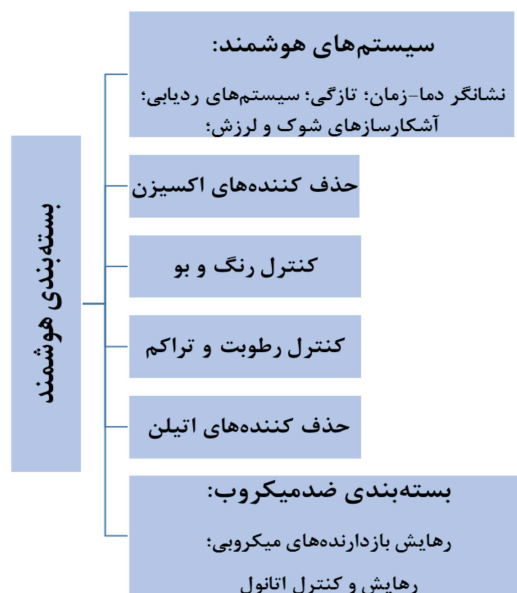 سیستم‌های هوشمند:
نشانگر دما-زمان؛ تازگی؛ سیستم‌های ردیابی؛
آشکارسازهای شوک و لرزش؛
بسته‌بندی هوشمند
حذف کننده‌های اکسیزن
کنترل رنگ و بو
کنترل رطوبت و تراکم
حذف کننده‌های اتیلن
بسته‌بندی ضدمیکروب:
رهایش بازدارنده‌های میکروبی؛
رهایش و کنترل اتانول